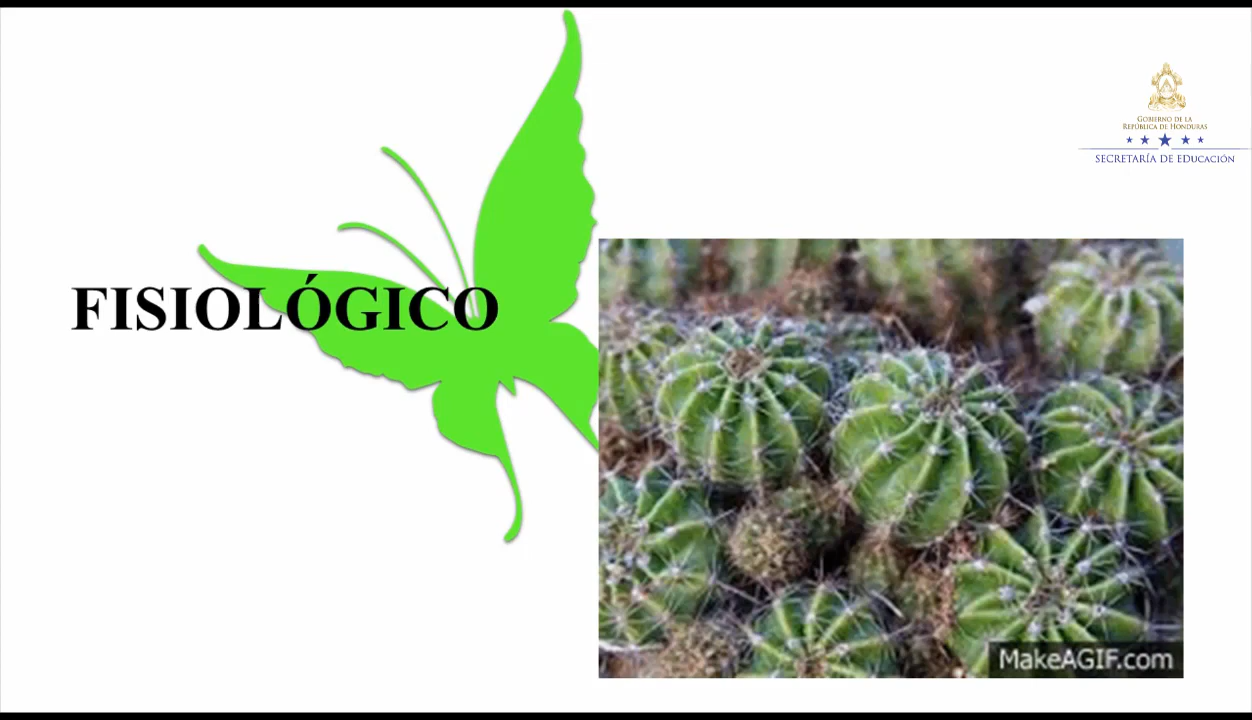 GOBIERNO DE LA
REPÚBLICA DE HONDURAS
SECRETARÍA DE EDUCACIÓN
FISIOLÓGICO
MakeAGIF.com